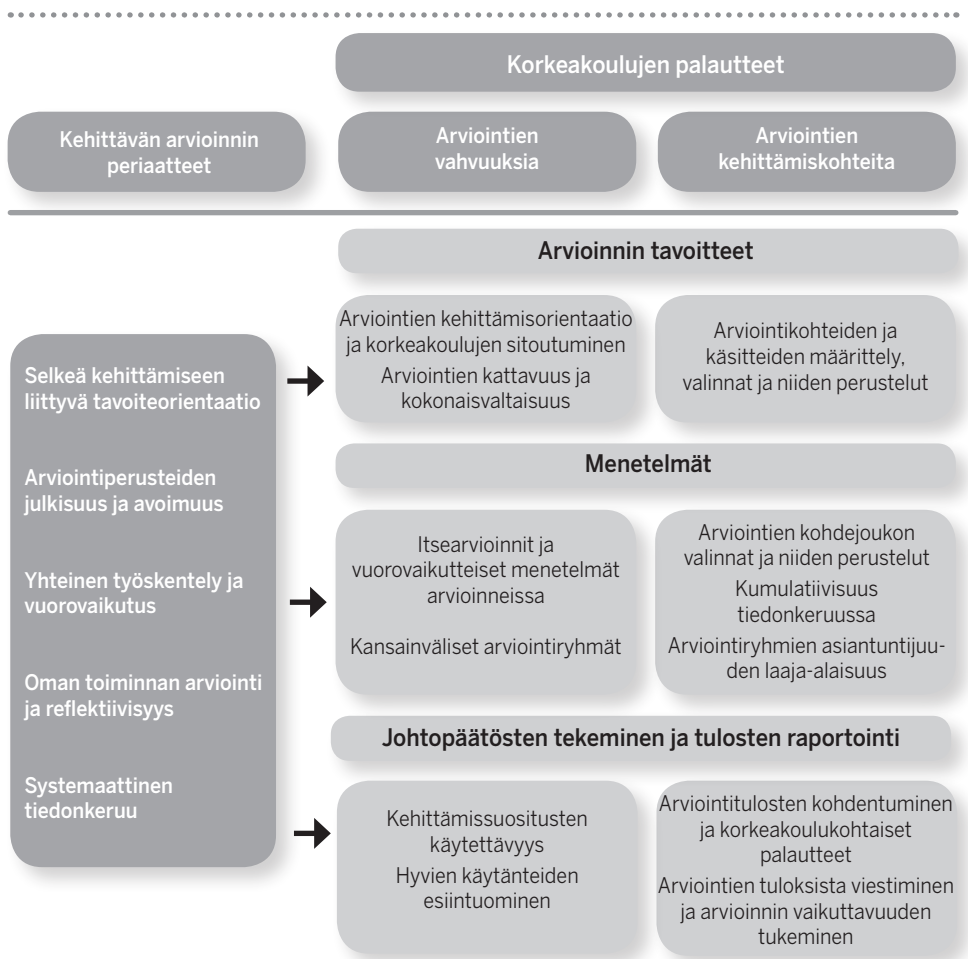 Korkeakoulujen palautteet
Kehittävän arvioinnin
periaatteet
Arviointien
vahvuuksia
Arviointien
kehittämiskohteita
Selkeä kehittämiseen
liittyvä tavoiteorientaatio
Arviointiperusteiden
julkisuus ja avoimuus
Yhteinen työskentely ja
vuorovaikutus
Oman toiminnan arviointi
ja reflektiivisyys
Systemaattinen
tiedonkeruu
Arvioinnin tavoitteet
Arviointien kehittämisorientaatio
ja korkeakoulujen sitoutuminen
Arviointien kattavuus ja
kokonaisvaltaisuus
Arviointikohteiden ja
käsitteiden määrittely,
valinnat ja niiden perustelut
Menetelmät
Itsearvioinnit ja
vuorovaikutteiset menetelmät
arvioinneissa
Kansainväliset arviointiryhmät
Arviointien kohdejoukon
valinnat ja niiden perustelut
Kumulatiivisuus
tiedonkeruussa
Arviointiryhmien asiantuntijuu-
den laaja-alaisuus
Johtopäätösten tekeminen ja tulosten raportointi
Kehittämissuositusten
käytettävyys
Hyvien käytänteiden
esiintuominen
Arviointitulosten kohdentuminen
ja korkeakoulukohtaiset
palautteet
Arviointien tuloksista viestiminen
ja arvioinnin vaikuttavuuden
tukeminen